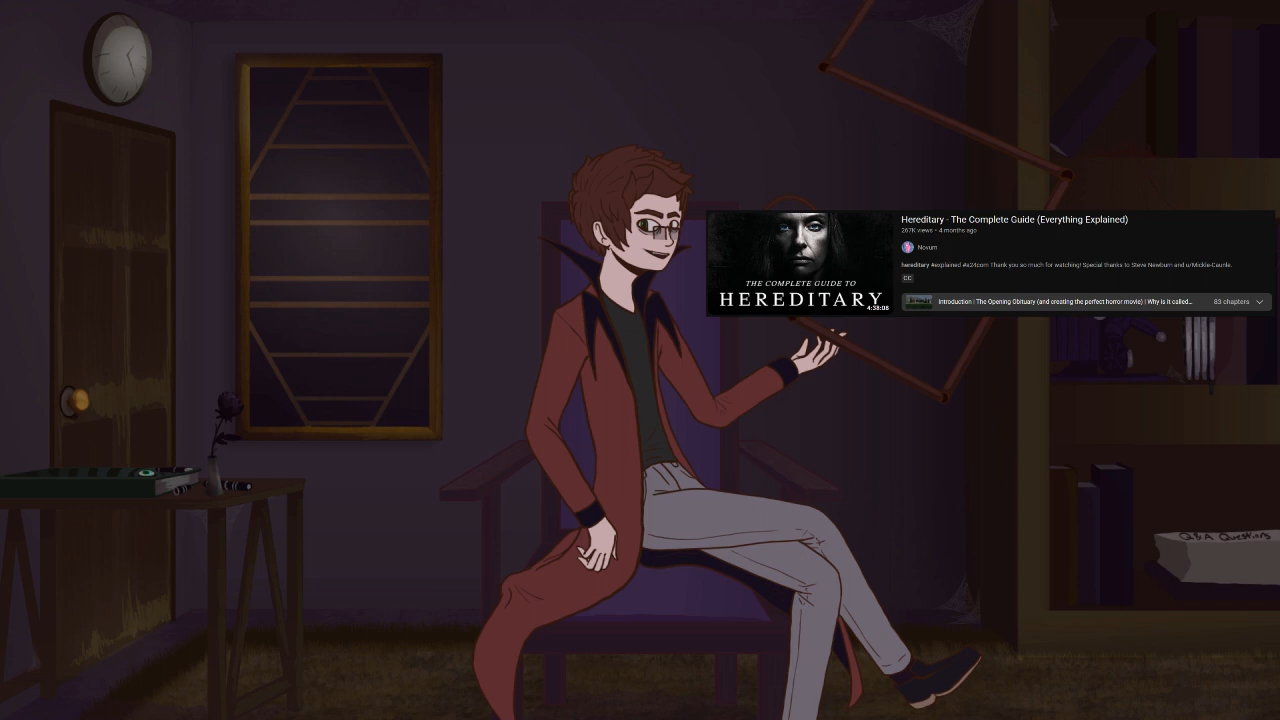 Hereditary - The Complete Guide (Everything Explained)
267K views • 4 months ago
Novum
hereditary #explained #a24com Thank you so much for watching! Special thanks to Steve Newburn and u/Mickle-Caunle.
CC
Introduction | The Opening Obituary (and creating the perfect horror movie) | Why is it called...
83 chapters
THE COMPLETE GUIDE TO
HEREDITARY
4:38:08
Q&A Questions